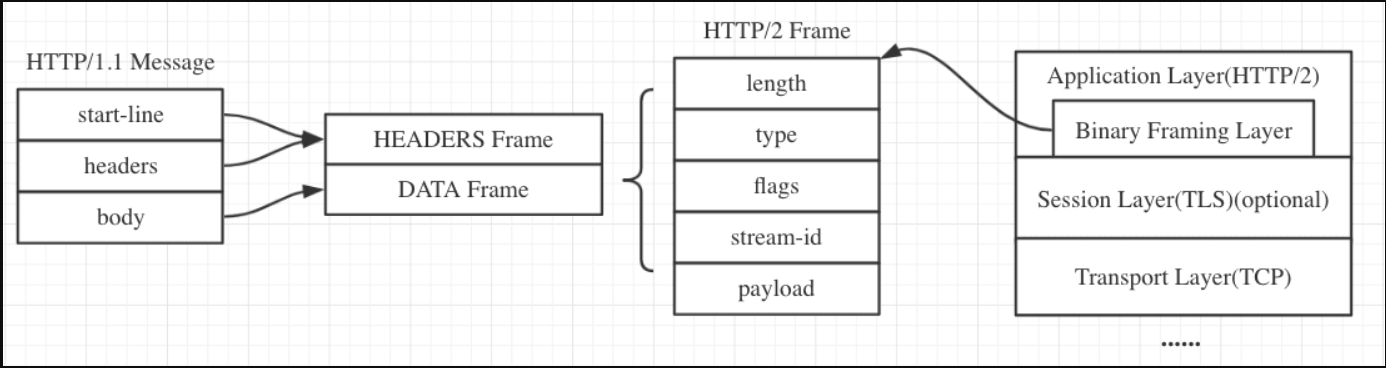 HTTP/1.1 Message
start-line
headers
body
HEADERS Frame
DATA Frame
HTTP/2 Frame
length
type
flags
stream-id
payload
Application Layer(HTTP/2)
Binary Framing Layer
Session Layer(TLS)(optional)
Transport Layer(TCP)
......